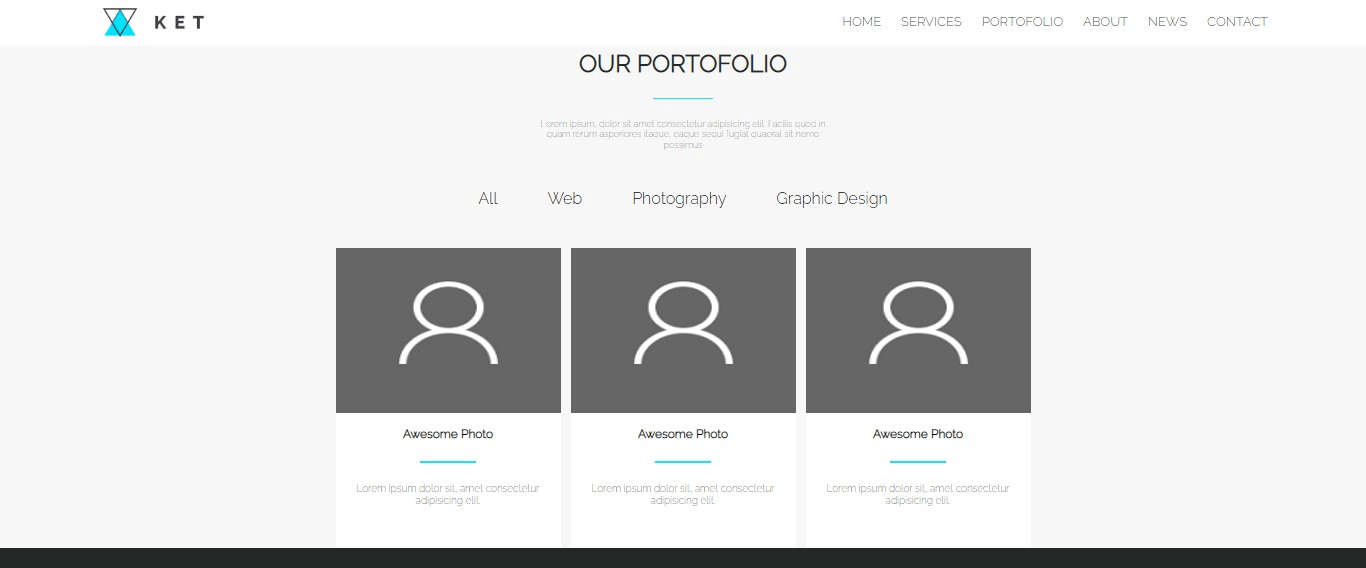 KET
HOME SERVICES PORTOFOLIO ABOUT NEWS CONTACT
OUR PORTOFOLIO
Lorem ipsum, dolor sit amet consectetur adipisicing elit. Facilis quod in
quam rerum asperiores itaque, eaque sequi fugiat quaerat sit nemo
possimus
All Web Photography Graphic Design
Awesome Photo Awesome Photo Awesome Photo
Lorem ipsum dolor sit, amet consectetur
adipisicing elit.
Lorem ipsum dolor sit, amet consectetur
adipisicing elit.
Lorem ipsum dolor sit, amet consectetur
adipisicing elit.